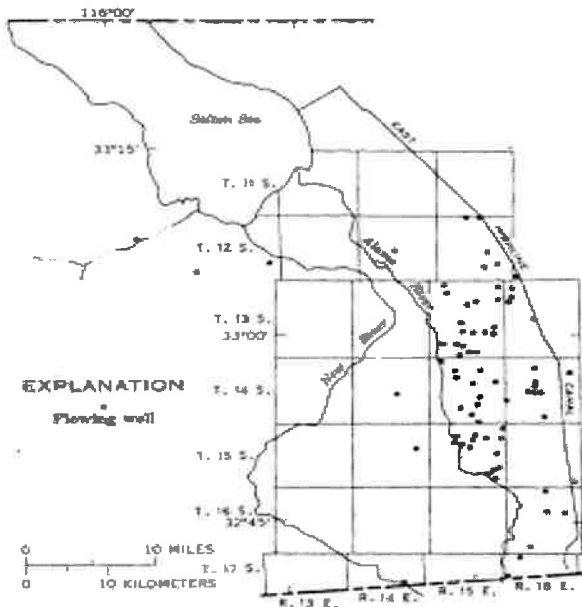 116°00'
Salton Sea
33°15'
EAST
HIGHLINE
CANAL
T. 11 S.
T. 12 S.
Alamo
River
T. 13 S.
33°00'
New River
T. 14 S.
EXPLANATION
Flowing well
T. 15 S.
T. 16 S.
32°45'
0 10 MILES
0 10 KILOMETERS
T. 17 S.
R. 13 E. R. 14 E. R. 15 E. R. 16 E.